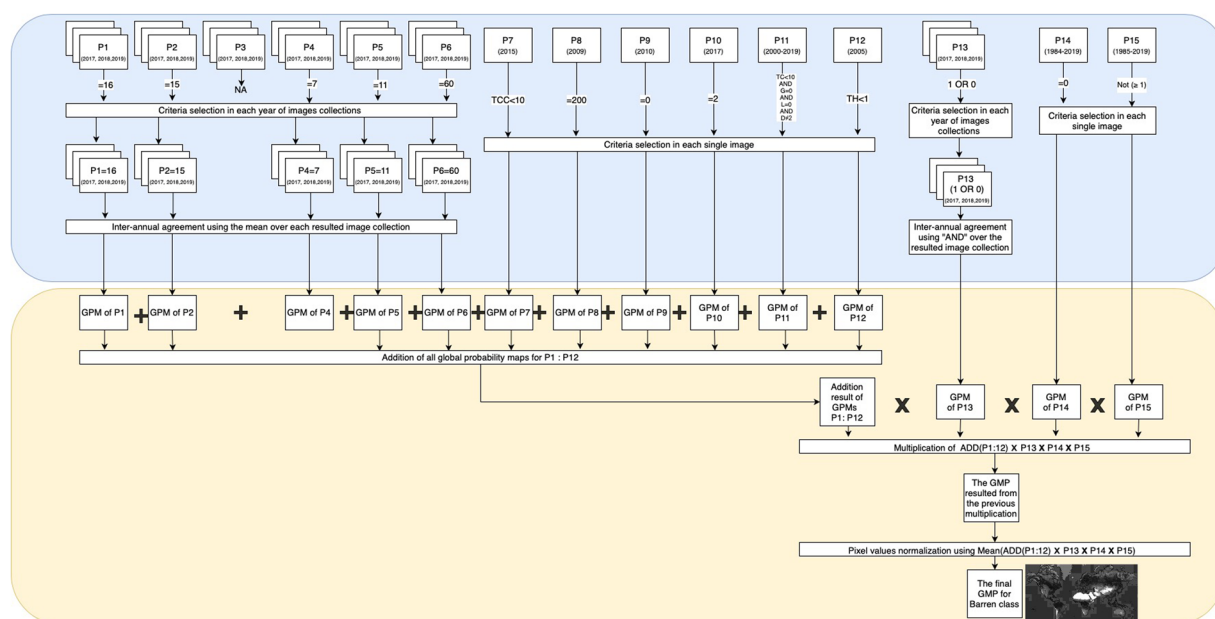 P1
(2017, 2018,2019)
P2
(2017, 2018,2019)
P3
(2017, 2018,2019)
P4
(2017, 2018,2019)
P5
(2017, 2018,2019)
P6
(2017, 2018,2019)
P7
(2015)
P8
(2009)
P9
(2010)
P10
(2017)
P11
(2000-2019)
P12
(2005)
P13
(2017, 2018,2019)
P14
(1984-2019)
P15
(1985-2019)
=16
=15
NA
=7
=11
=60
TCC<10
=200
=0
=2
TC<10
AND
G=0
AND
L=0
AND
D≠2
TH<1
1 OR 0
=0
Not (≥ 1)
Criteria selection in each year of images collections
Criteria selection in each single image
Criteria selection in each
year of images
collections
Criteria selection in each
single image
P1=16
(2017, 2018,2019)
P2=15
(2017, 2018,2019)
P4=7
(2017, 2018,2019)
P5=11
(2017, 2018,2019)
P6=60
(2017, 2018,2019)
P13
(1 OR 0)
(2017, 2018,2019)
Inter-annual agreement using the mean over each resulted image collection
Inter-annual agreement
using "AND" over the
resulted image collection
GPM of P1
+
GPM of P2
+
GPM of P4
+
GPM of P5
+
GPM of P6
+
GPM of P7
+
GPM of P8
+
GPM of P9
+
GPM of
P10
+
GPM of
P11
+
GPM of
P12
Addition of all global probability maps for P1 : P12
Addition
result of
GPMs
P1: P12
X
GPM
of P13
X
GPM
of P14
X
GPM
of P15
Multiplication of ADD(P1:12) X P13 X P14 X P15
The GMP
resulted from
the previous
multiplication
Pixel values normalization using Mean(ADD(P1:12) X P13 X P14 X P15)
The final
GMP for
Barren class